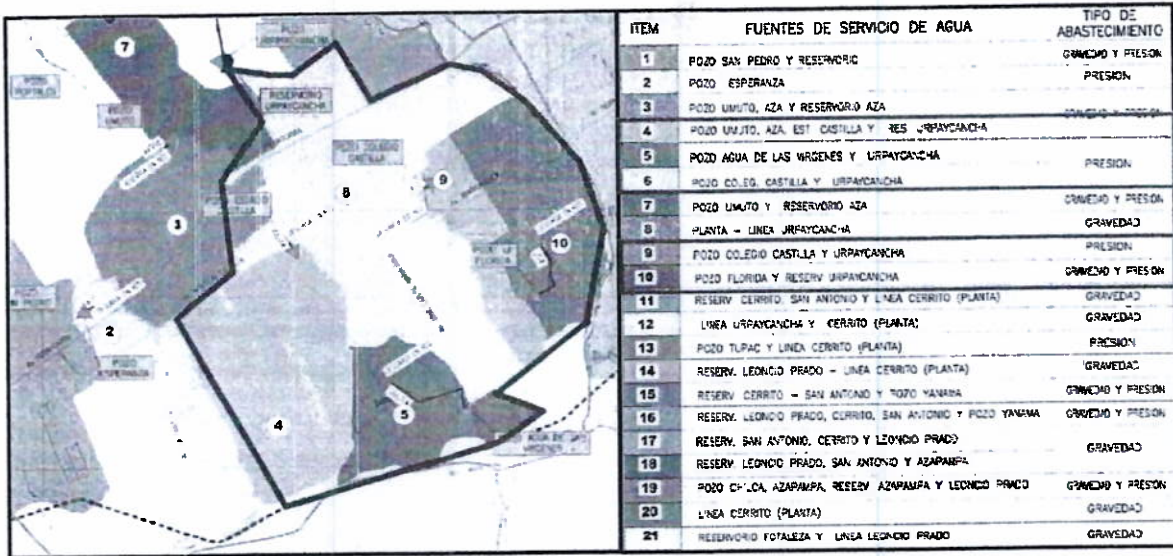 7
POZO URPAYCANCHA
POZO PORTALES
POZO UMUTO
RESERVORIO URPAYCANCHA
POZO COLEGIO CASTILLA
3
8
9
10
2
POZO ESPERANZA
4
5
ITEM FUENTES DE SERVICIO DE AGUA TIPO DE ABASTECIMIENTO
1 POZO SAN PEDRO Y RESERVORIO GRAVEDAD Y PRESION
2 POZO ESPERANZA PRESION
3 POZO UMUTO, AZA Y RESERVORIO AZA GRAVEDAD Y PRESION
4 POZO UMUTO, AZA, EST. CASTILLA Y RES URPAYCANCHA
5 POZO AGUA DE LAS VIRGENES Y URPAYCANCHA PRESION
6 POZO COLEG. CASTILLA Y URPAYCANCHA
7 POZO UMUTO Y RESERVORIO AZA GRAVEDAD Y PRESION
8 PLANTA - LINEA URPAYCANCHA GRAVEDAD
9 POZO COLEGIO CASTILLA Y URPAYCANCHA PRESION
10 POZO FLORIDA Y RESERV URPAYCANCHA GRAVEDAD Y PRESION
11 RESERV CERRITO, SAN ANTONIO Y LINEA CERRITO (PLANTA) GRAVEDAD
12 LINEA URPAYCANCHA Y CERRITO (PLANTA) GRAVEDAD
13 POZO TUPAC Y LINEA CERRITO (PLANTA) PRESION
14 RESERV. LEONCIO PRADO - LINEA CERRITO (PLANTA) GRAVEDAD
15 RESERV CERRITO - SAN ANTONIO Y POZO YANAMA GRAVEDAD Y PRESION
16 RESERV. LEONCIO PRADO, CERRITO, SAN ANTONIO Y POZO YANAMA GRAVEDAD Y PRESION
17 RESERV. SAN ANTONIO, CERRITO Y LEONCIO PRADO GRAVEDAD
18 RESERV. LEONCIO PRADO, SAN ANTONIO Y AZAPAMPA
19 POZO CHILCA, AZAPAMPA, RESERV AZAPAMPA Y LEONCIO PRADO GRAVEDAD Y PRESION
20 LINEA CERRITO (PLANTA) GRAVEDAD
21 RESERVORIO FOTALEZA Y LINEA LEONCIO PRADO GRAVEDAD